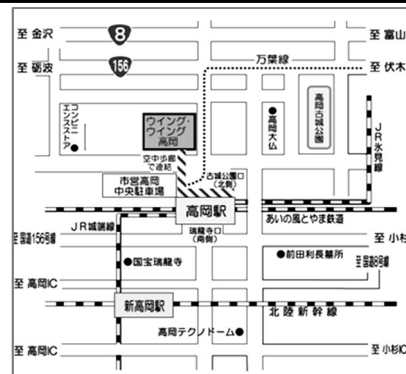 至 金沢
8
至 富山
至 砺波
156
万葉線
至 伏木
コンビニ
エンスストア
ウイング・
ウイング
高岡
高岡大仏
高岡古城公園
JR氷見線
空中歩廊
で連結
古城公園口
(北側)
市営高岡
中央駐車場
高岡駅
あいの風とやま鉄道
JR城端線
瑞龍寺口
(南側)
至 国道156号線
至 小杉
国宝瑞龍寺
前田利長墓所
至 国道8号線
至 高岡IC
新高岡駅
北陸新幹線
高岡テクノドーム
至 高岡IC
至 小杉IC